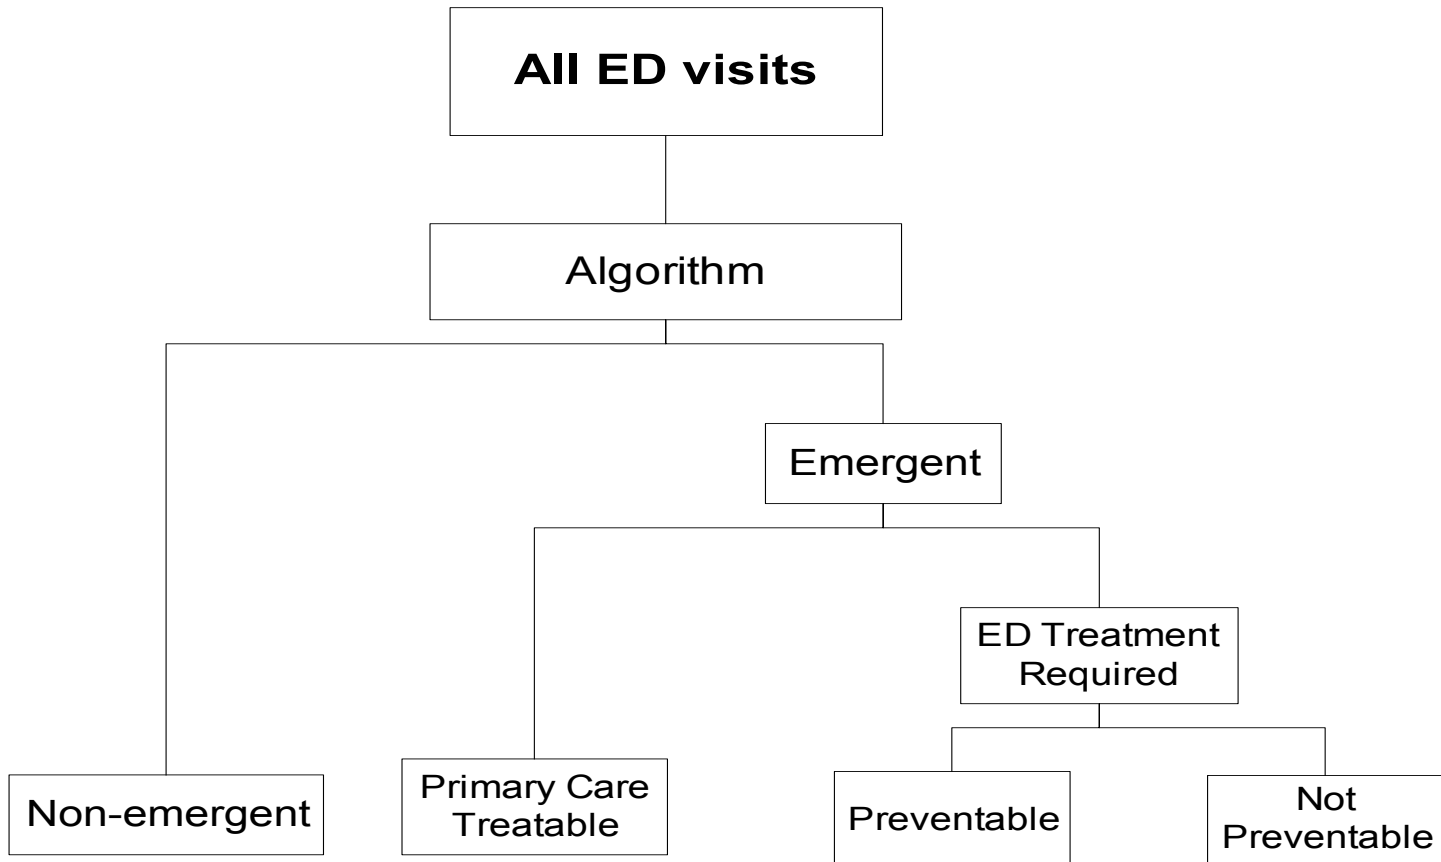 All ED visits
Algorithm
Emergent
ED Treatment
Required
Non-emergent
Primary Care
Treatable
Preventable
Not
Preventable